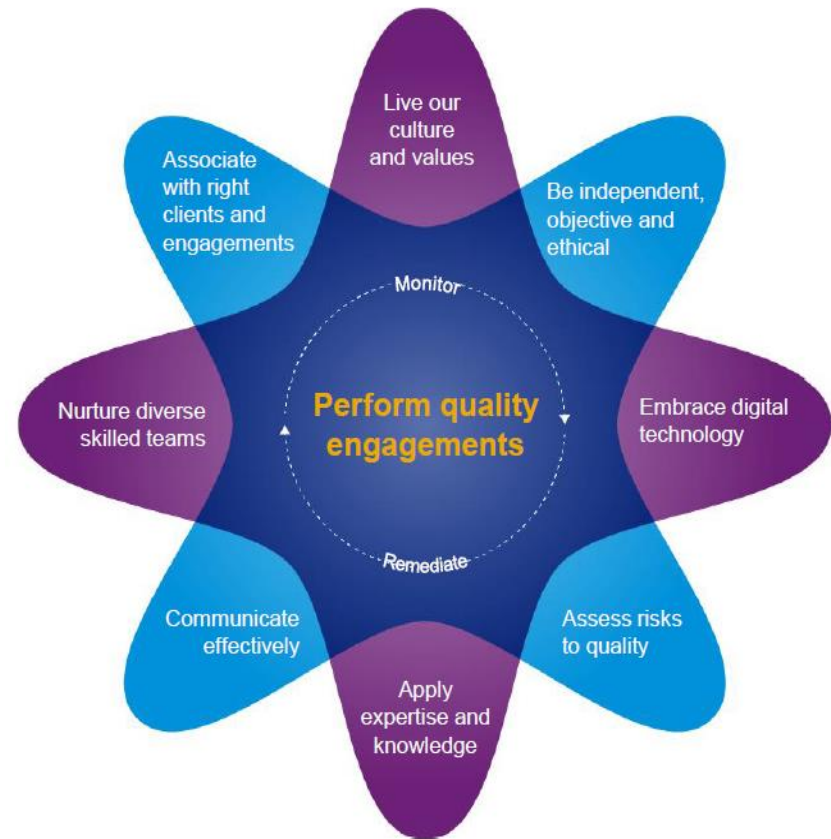 Live our
culture
and values
Be independent,
objective and
ethical
Embrace digital
technology
Assess risks
to quality
Apply
expertise and
knowledge
Communicate
effectively
Nurture diverse
skilled teams
Associate
with right
clients and
engagements
Monitor
Perform quality
engagements
Remediate